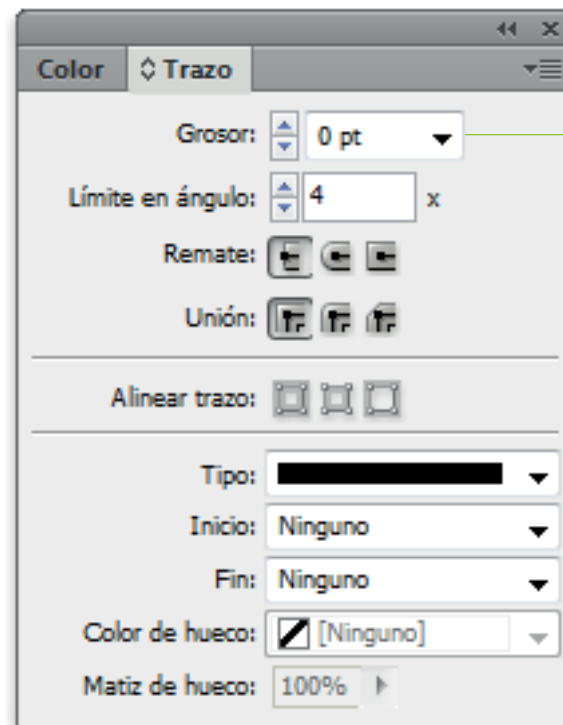 Color Trazo
Grosor: 0 pt
Límite en ángulo: 4 x
Remate:
Unión:
Alinear trazo:
Tipo:
Inicio: Ninguno
Fin: Ninguno
Color de hueco: [Ninguno]
Matiz de hueco: 100%